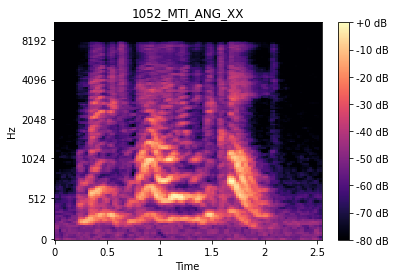 1052_MTI_ANG_XX
+0 dB
8192
-10 dB
4096
-20 dB
-30 dB
2048
-40 dB
Hz
1024
-50 dB
512
-60 dB
-70 dB
0
-80 dB
0 0.5 1 1.5 2 2.5
Time